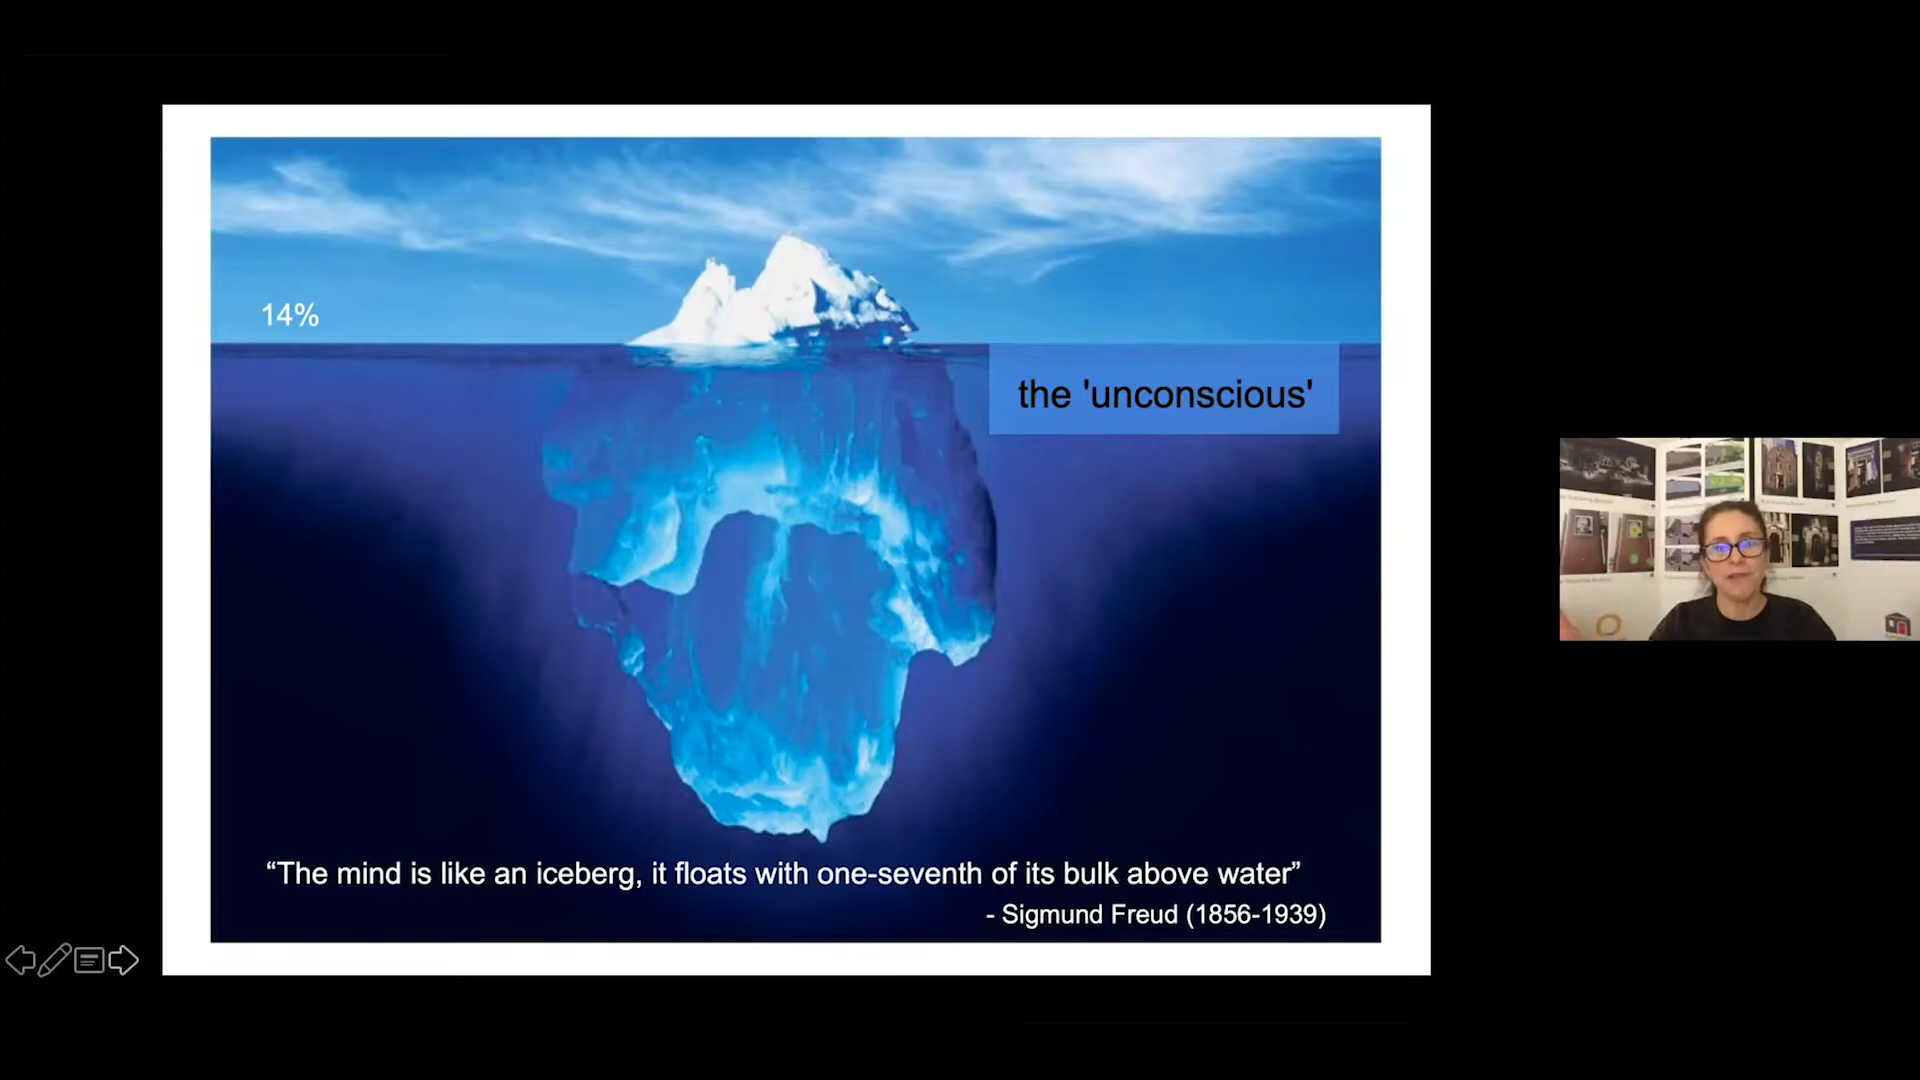 14%
the 'unconscious'
“The mind is like an iceberg, it floats with one-seventh of its bulk above water”
- Sigmund Freud (1856-1939)